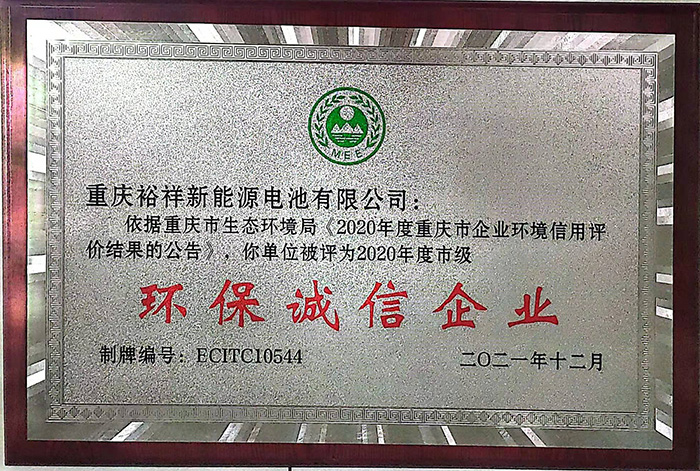 MEE
重庆裕祥新能源电池有限公司：
依据重庆市生态环境局《2020年度重庆市企业环境信用评
价结果的公告》，你单位被评为2020年度市级
环保诚信企业
制牌编号：ECITC10544
二〇二一年十二月